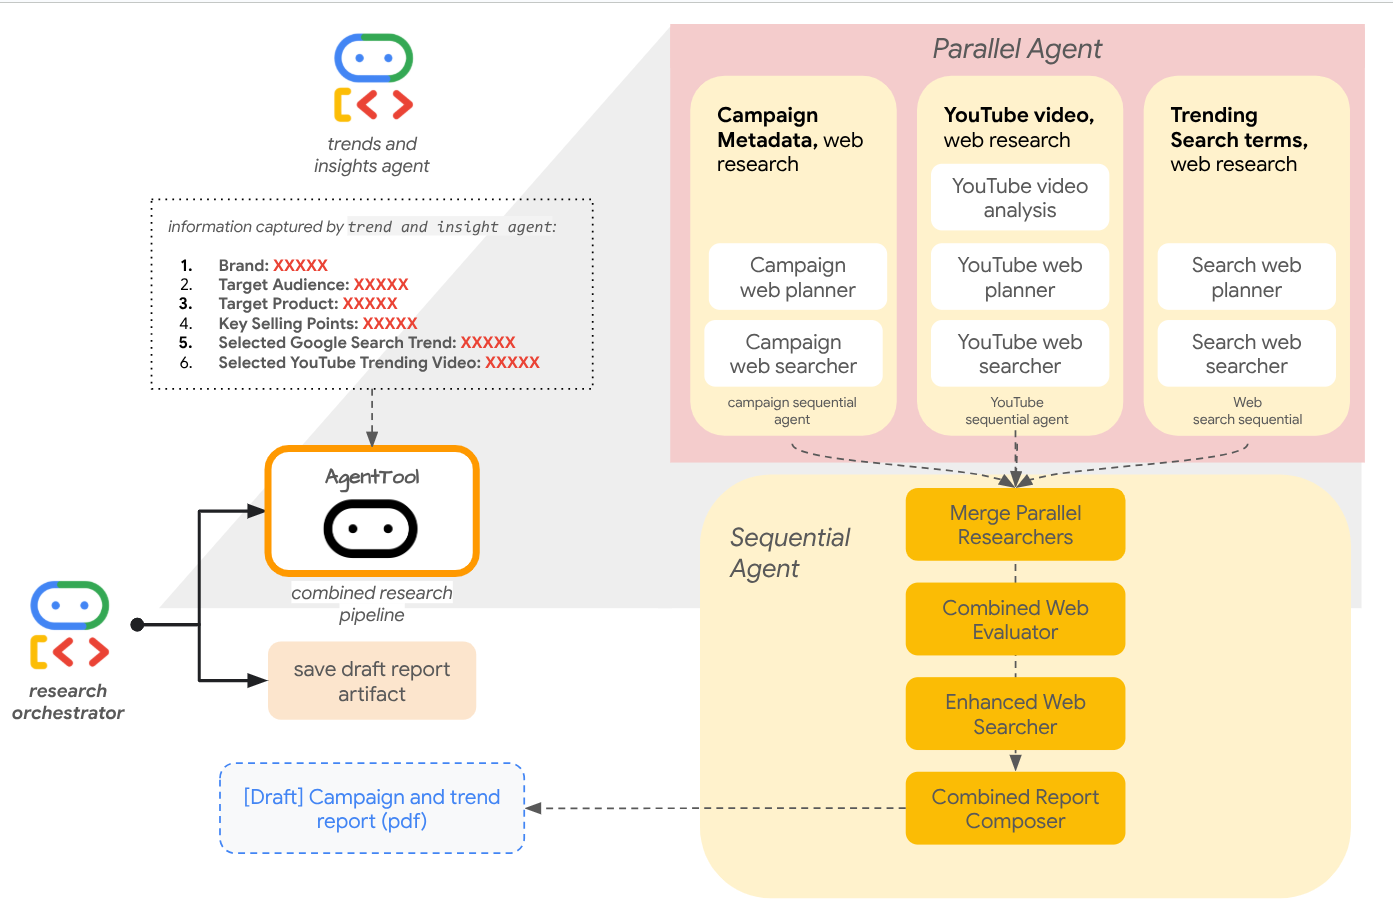 trends and
insights agent
information captured by trend and insight agent:
1. Brand: XXXXX
2. Target Audience: XXXXX
3. Target Product: XXXXX
4. Key Selling Points: XXXXX
5. Selected Google Search Trend: XXXXX
6. Selected YouTube Trending Video: XXXXX
AgentTool
combined research
pipeline
research
orchestrator
save draft report
artifact
[Draft] Campaign and trend
report (pdf)
Parallel Agent
Campaign
Metadata, web
research
Campaign
web planner
Campaign
web searcher
campaign sequential
agent
YouTube video,
web research
YouTube video
analysis
YouTube web
planner
YouTube web
searcher
YouTube
sequential agent
Trending
Search terms,
web research
Search web
planner
Search web
searcher
Web
search sequential
Sequential
Agent
Merge Parallel
Researchers
Combined Web
Evaluator
Enhanced Web
Searcher
Combined Report
Composer